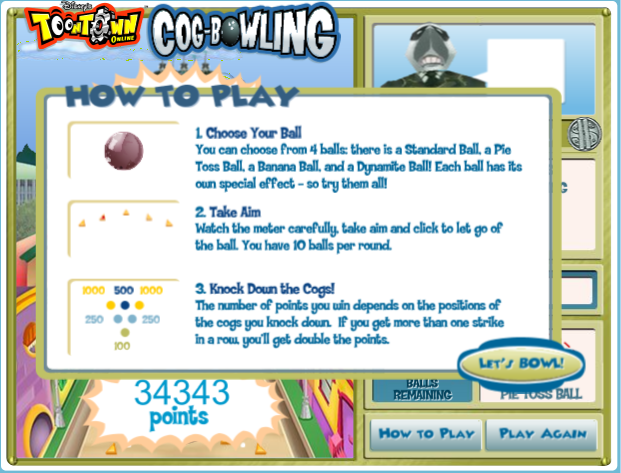 Disney's
TOONTOWN
ONLINE
COG-BOWLING
HOW TO PLAY
1. Choose Your Ball
You can choose from 4 balls: there is a Standard Ball, a Pie
Toss Ball, a Banana Ball, and a Dynamite Ball! Each ball has its
own special effect - so try them all!
2. Take Aim
Watch the meter carefully, take aim and click to let go of
the ball. You have 10 balls per round.
1000 500 1000
250 250
100
3. Knock Down the Cogs!
The number of points you win depends on the positions of
the cogs you knock down. If you get more than one strike
in a row, you'll get double the points.
LET'S BOWL!
34343
points
BALLS
REMAINING
PIE TOSS BALL
HOW TO PLAY
PLAY AGAIN